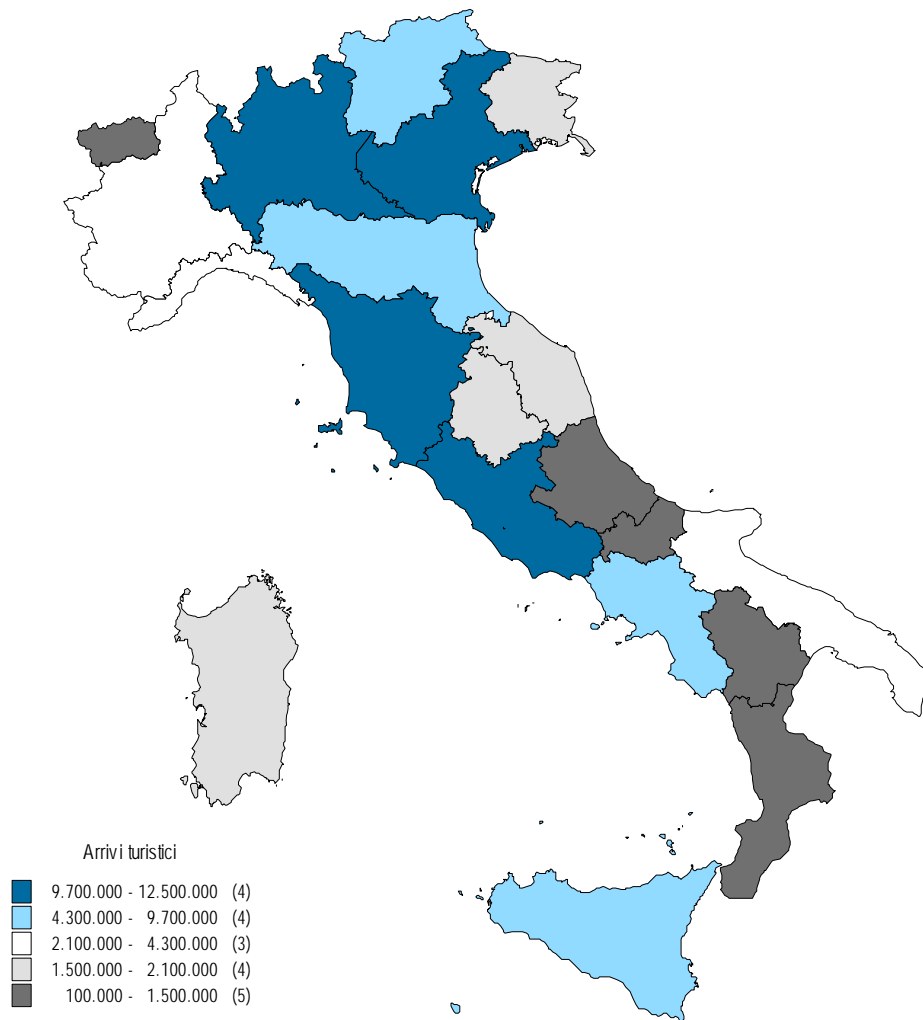 Arrivi turistici
9.700.000 - 12.500.000 (4)
4.300.000 - 9.700.000 (4)
2.100.000 - 4.300.000 (3)
1.500.000 - 2.100.000 (4)
100.000 - 1.500.000 (5)